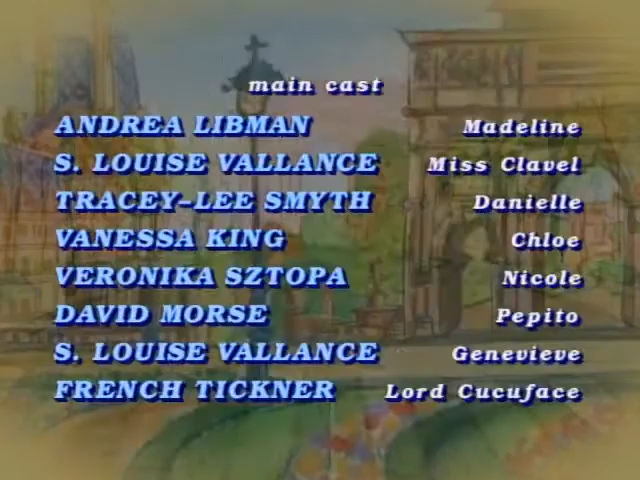 main cast
ANDREA LIBMAN Madeline
S. LOUISE VALLANCE Miss Clavel
TRACEY-LEE SMYTH Danielle
VANESSA KING Chloe
VERONIKA SZTOPA Nicole
DAVID MORSE Pepito
S. LOUISE VALLANCE Genevieve
FRENCH TICKNER Lord Cucuface